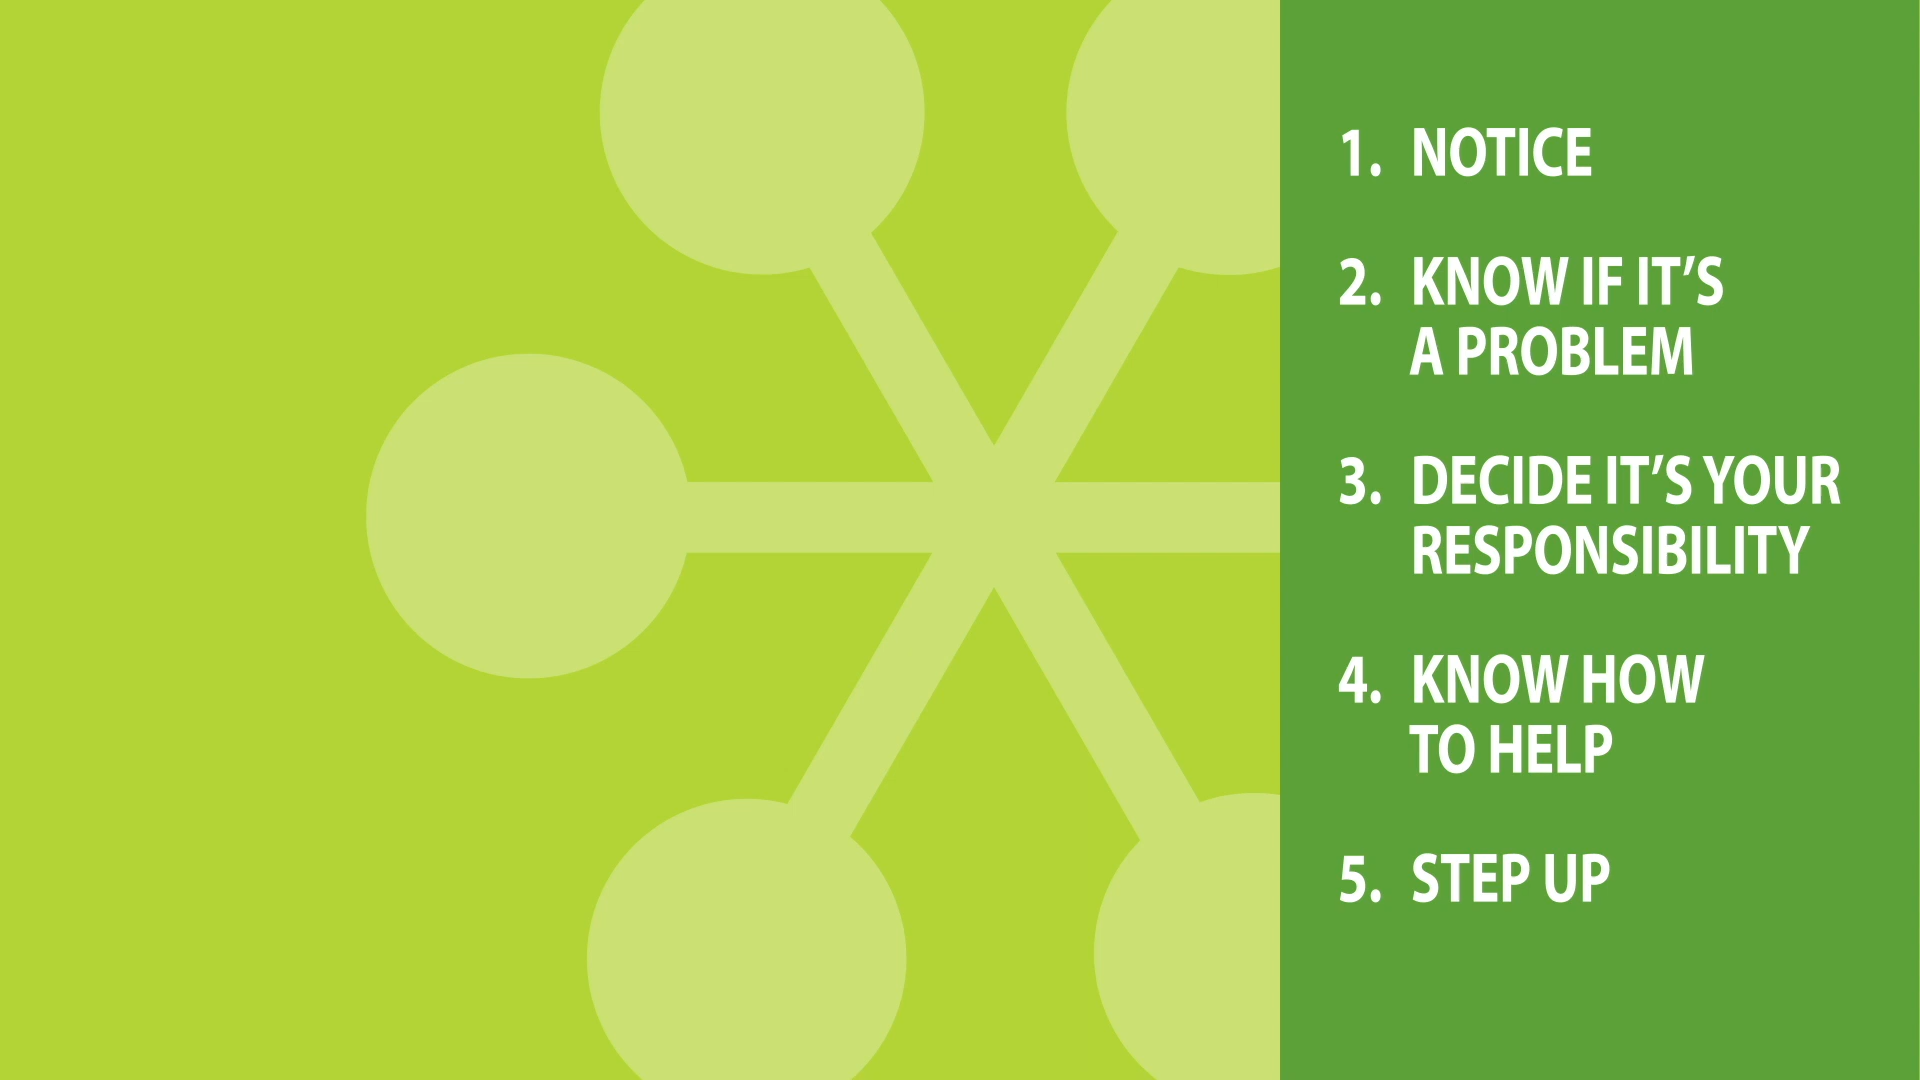 1. NOTICE
2. KNOW IF IT’S
A PROBLEM
3. DECIDE IT’S YOUR
RESPONSIBILITY
4. KNOW HOW
TO HELP
5. STEP UP